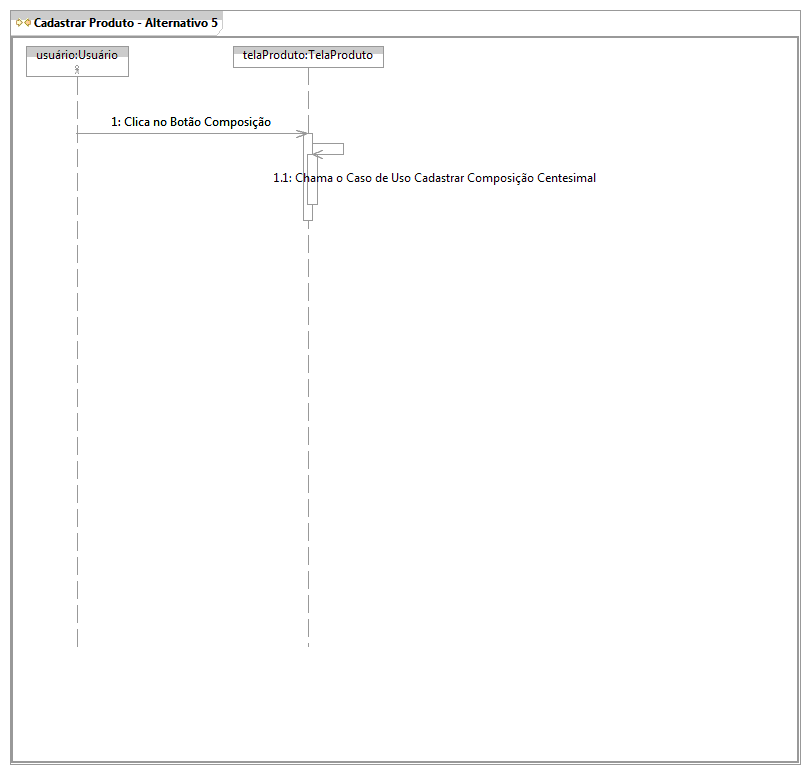 Cadastrar Produto - Alternativo 5
usuário:Usuário
telaProduto:TelaProduto
1: Clica no Botão Composição
1.1: Chama o Caso de Uso Cadastrar Composição Centesimal